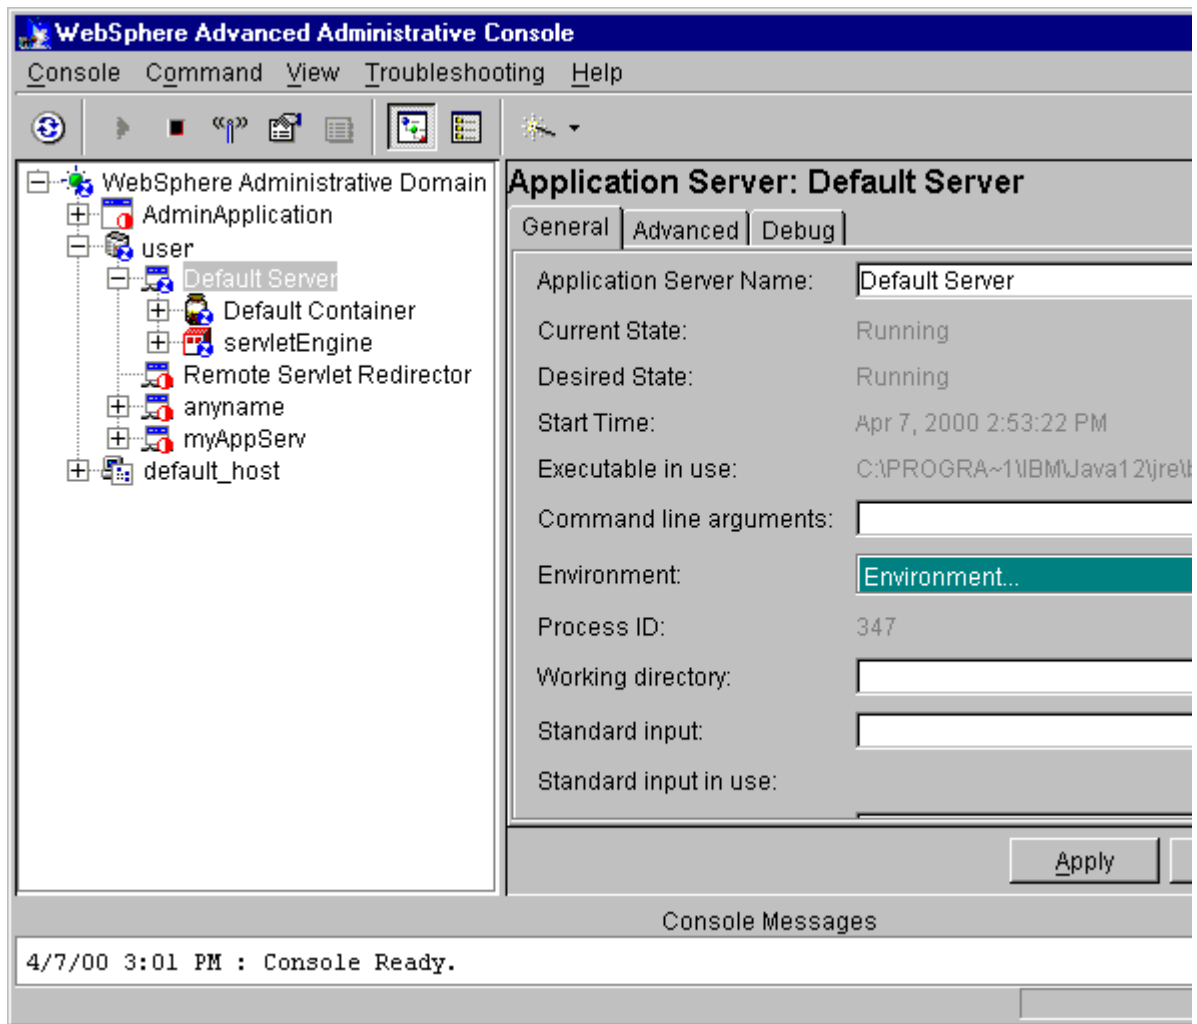 WebSphere Advanced Administrative Console
Console Command View Troubleshooting Help
WebSphere Administrative Domain
AdminApplication
user
Default Server
Default Container
servletEngine
Remote Servlet Redirector
anyname
myAppServ
default_host
Application Server: Default Server
General Advanced Debug
Application Server Name: Default Server
Current State: Running
Desired State: Running
Start Time: Apr 7, 2000 2:53:22 PM
Executable in use: C:\PROGRA~1\IBM\Java12\jre\b
Command line arguments:
Environment: Environment...
Process ID: 347
Working directory:
Standard input:
Standard input in use:
Apply
Console Messages
4/7/00 3:01 PM : Console Ready.